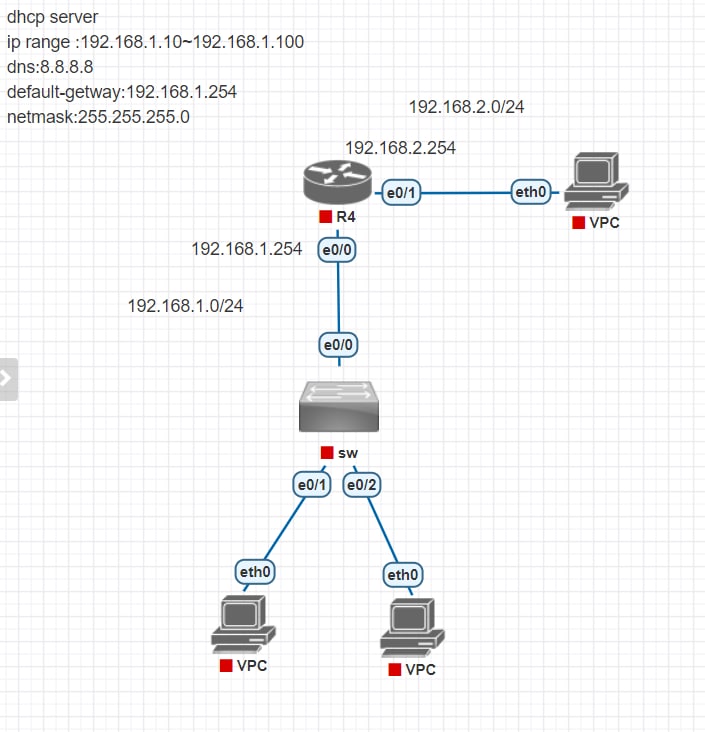 dhcp server
ip range :192.168.1.10~192.168.1.100
dns:8.8.8.8
default-getway:192.168.1.254
netmask:255.255.255.0
192.168.2.0/24
192.168.2.254
e0/1
eth0
R4
VPC
192.168.1.254
e0/0
192.168.1.0/24
e0/0
sw
e0/1
e0/2
eth0
eth0
VPC
VPC